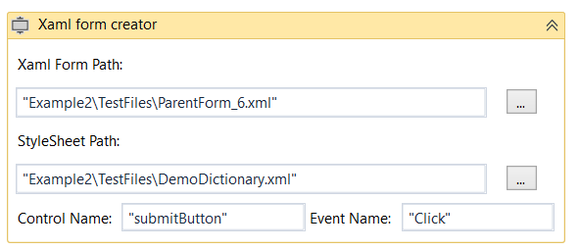 Xaml form creator
Xaml Form Path:
"Example2\TestFiles\ParentForm_6.xml"
...
StyleSheet Path:
"Example2\TestFiles\DemoDictionary.xml"
...
Control Name: "submitButton" Event Name: "Click"